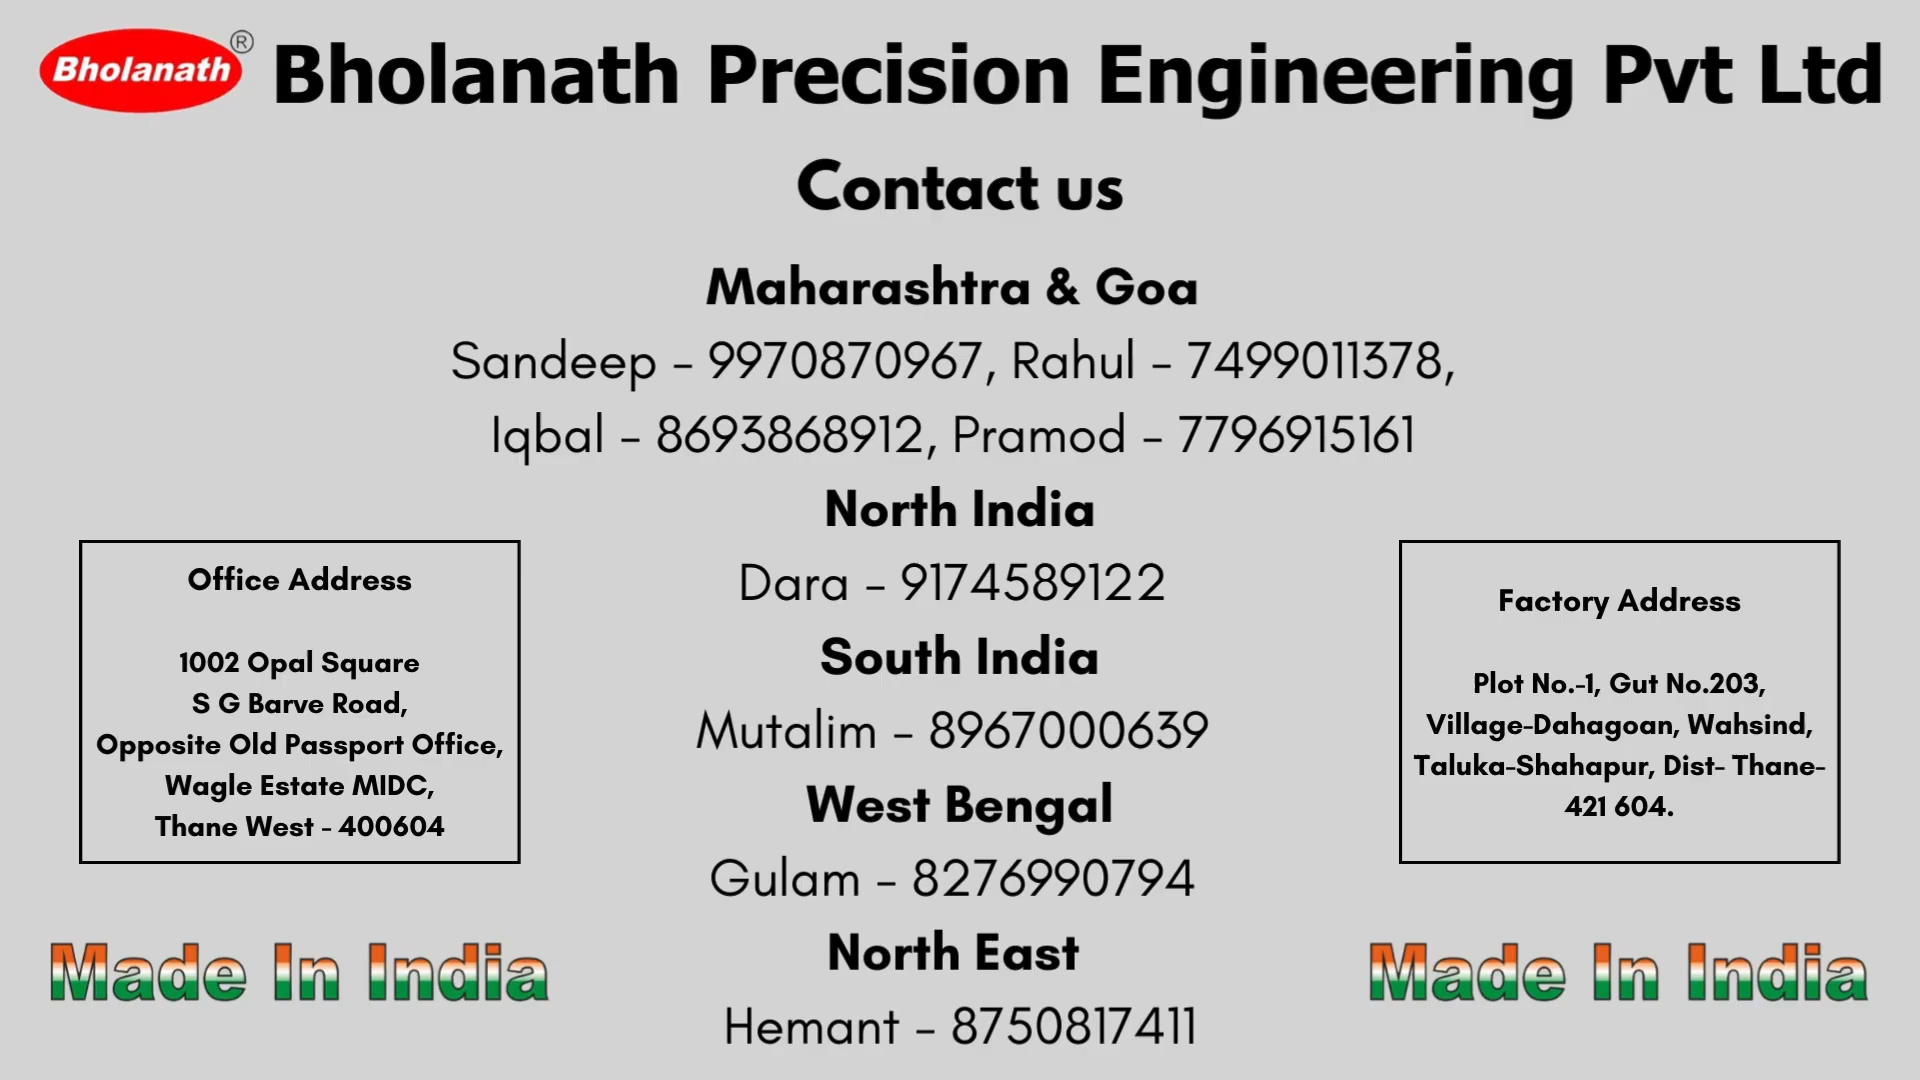 Bholanath ® Bholanath Precision Engineering Pvt Ltd
Contact us
Maharashtra & Goa
Sandeep - 9970870967, Rahul - 7499011378,
Iqbal - 8693868912, Pramod - 7796915161
North India
Dara - 9174589122
South India
Mutalim - 8967000639
West Bengal
Gulam - 8276990794
North East
Hemant - 8750817411
Office Address
1002 Opal Square
S G Barve Road,
Opposite Old Passport Office,
Wagle Estate MIDC,
Thane West - 400604
Factory Address
Plot No.-1, Gut No.203,
Village-Dahagoan, Wahsind,
Taluka-Shahapur, Dist- Thane-
421 604.
Made In India
Made In India